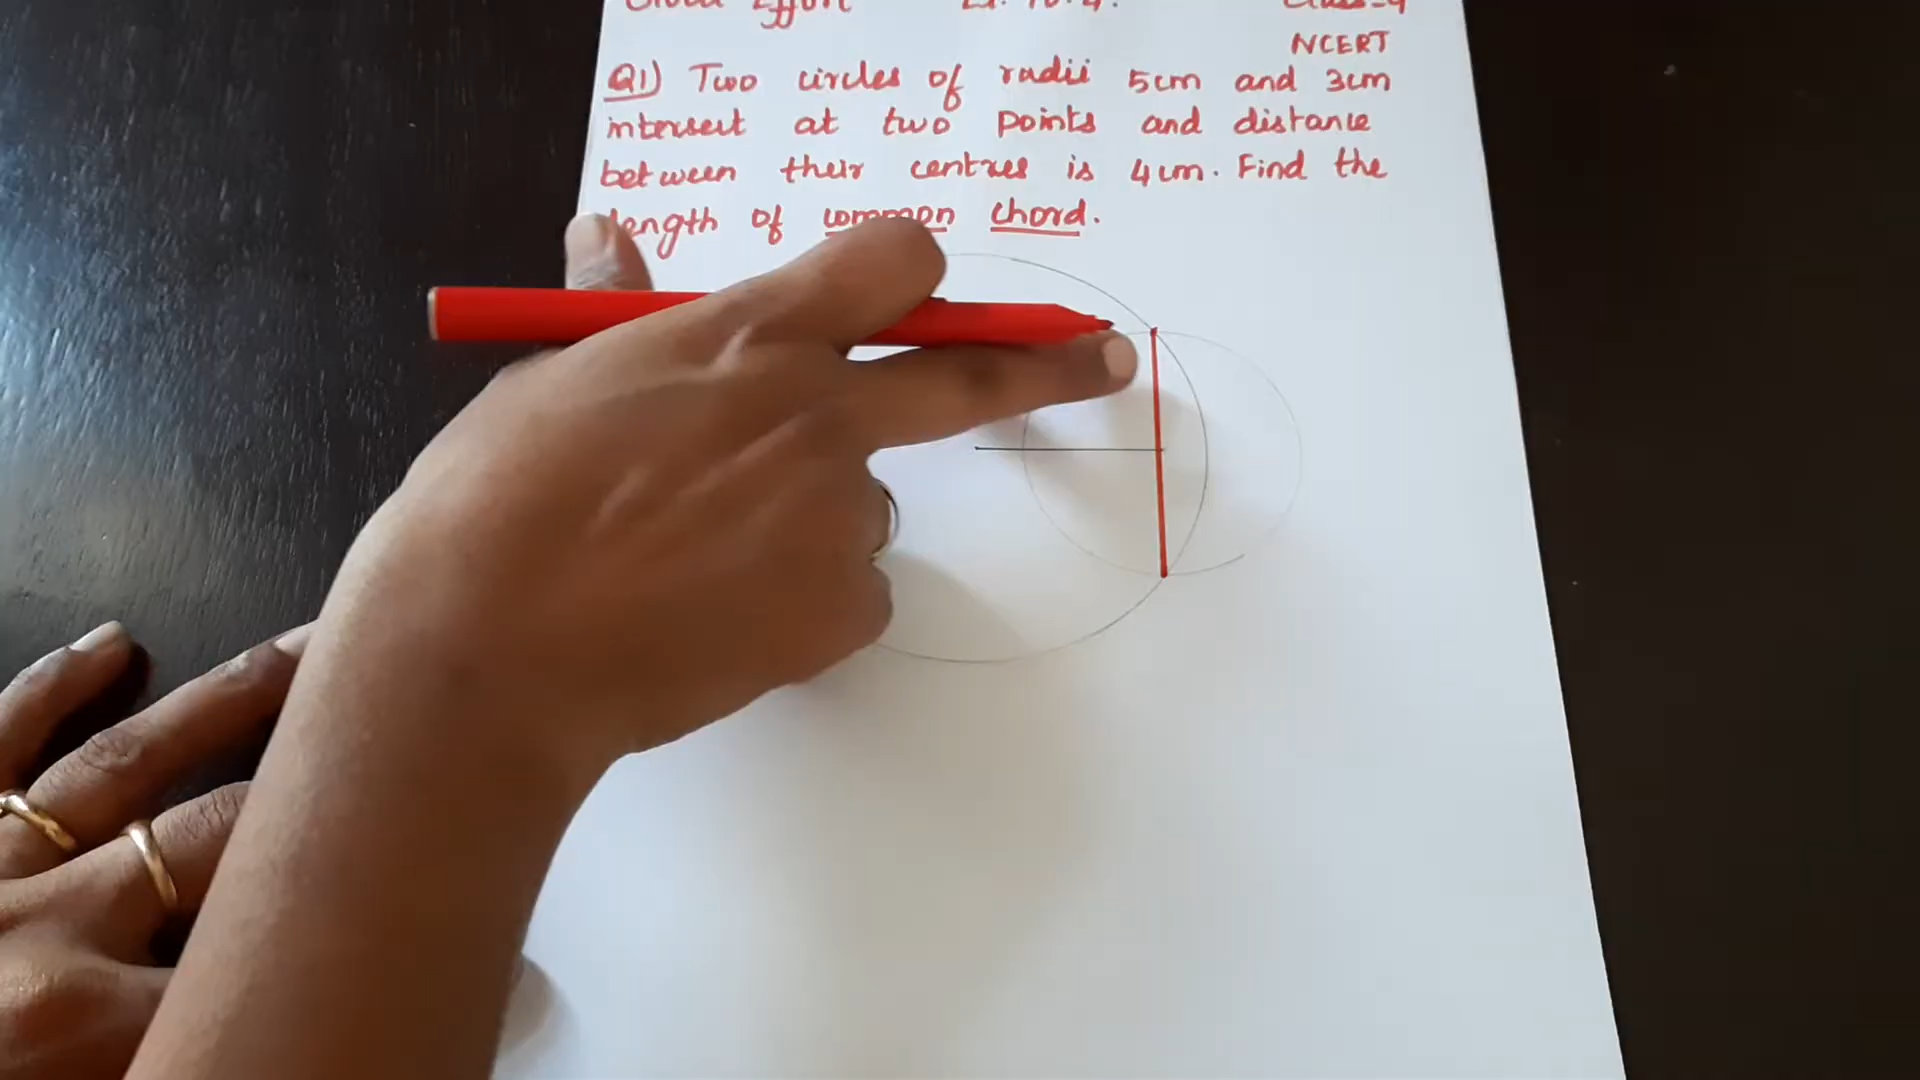 NCERT
Q1) Two circles of radii 5cm and 3cm
intersect at two points and distance
between their centres is 4cm. Find the
length of common chord.